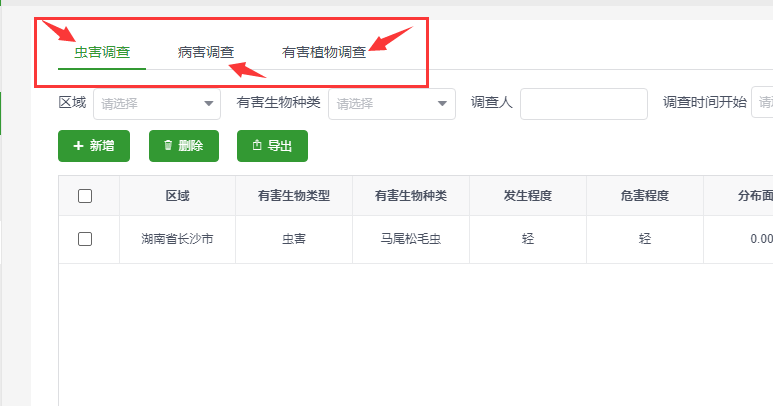 虫害调查 病害调查 有害植物调查
区域 请选择 有害生物种类 请选择 调查人 调查时间开始
+ 新增 删除 导出
区域 有害生物类型 有害生物种类 发生程度 危害程度 分布面
湖南省长沙市 虫害 马尾松毛虫 轻 轻 0.00